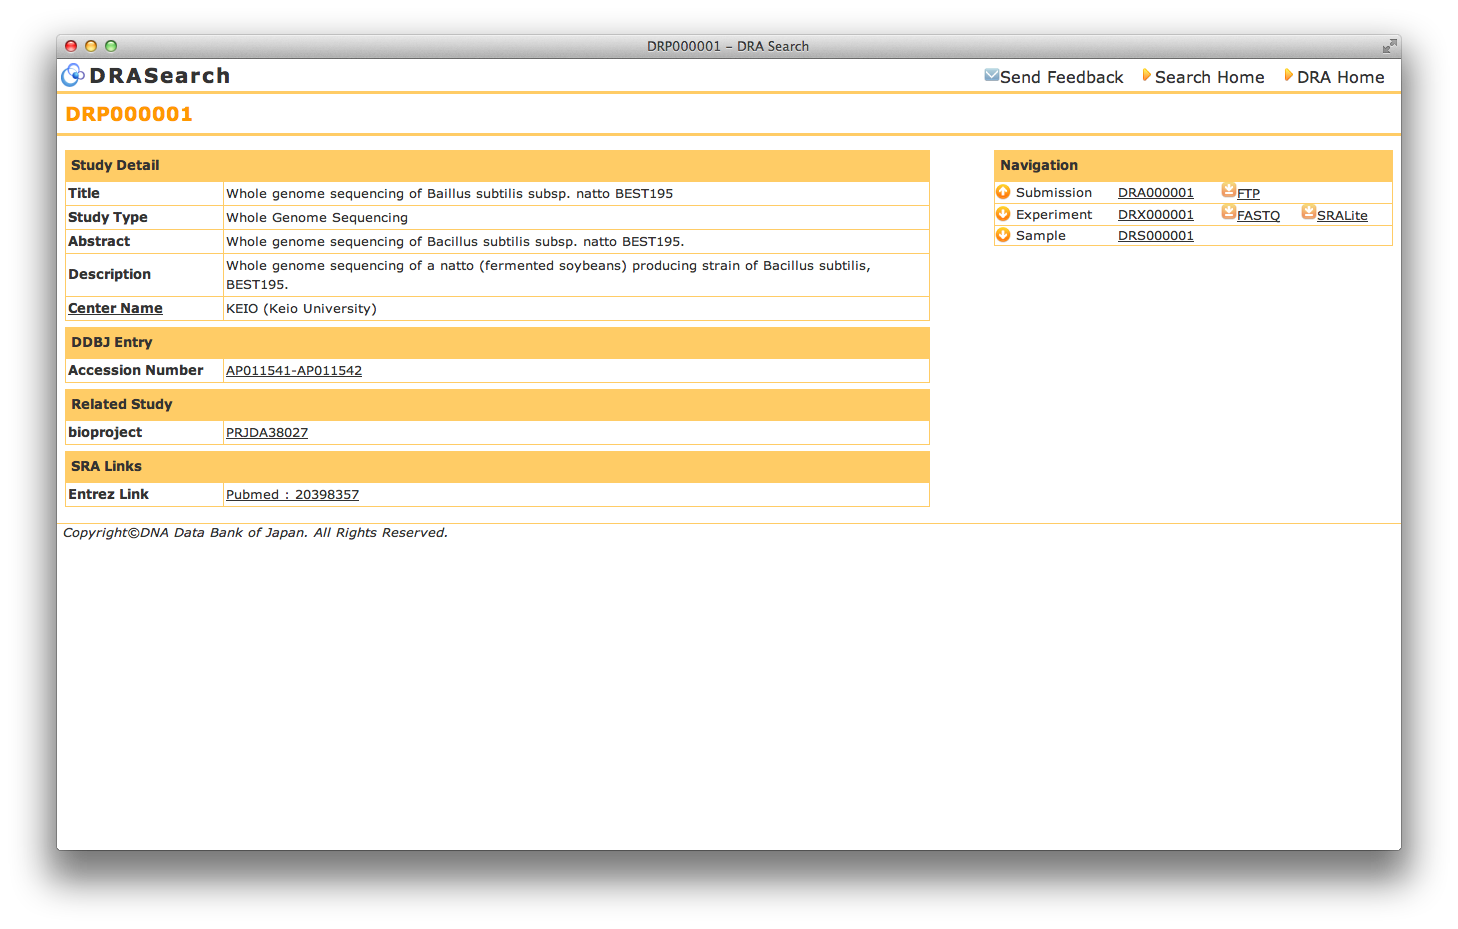 DRP000001 – DRA Search
DRASearch
Send Feedback Search Home DRA Home
DRP000001
Study Detail
Title Whole genome sequencing of Baillus subtilis subsp. natto BEST195
Study Type Whole Genome Sequencing
Abstract Whole genome sequencing of Bacillus subtilis subsp. natto BEST195.
Description Whole genome sequencing of a natto (fermented soybeans) producing strain of Bacillus subtilis,
BEST195.
Center Name KEIO (Keio University)
DDBJ Entry
Accession Number AP011541-AP011542
Related Study
bioproject PRJDA38027
SRA Links
Entrez Link Pubmed : 20398357
Navigation
Submission DRA000001 FTP
Experiment DRX000001 FASTQ SRALite
Sample DRS000001
Copyright©DNA Data Bank of Japan. All Rights Reserved.